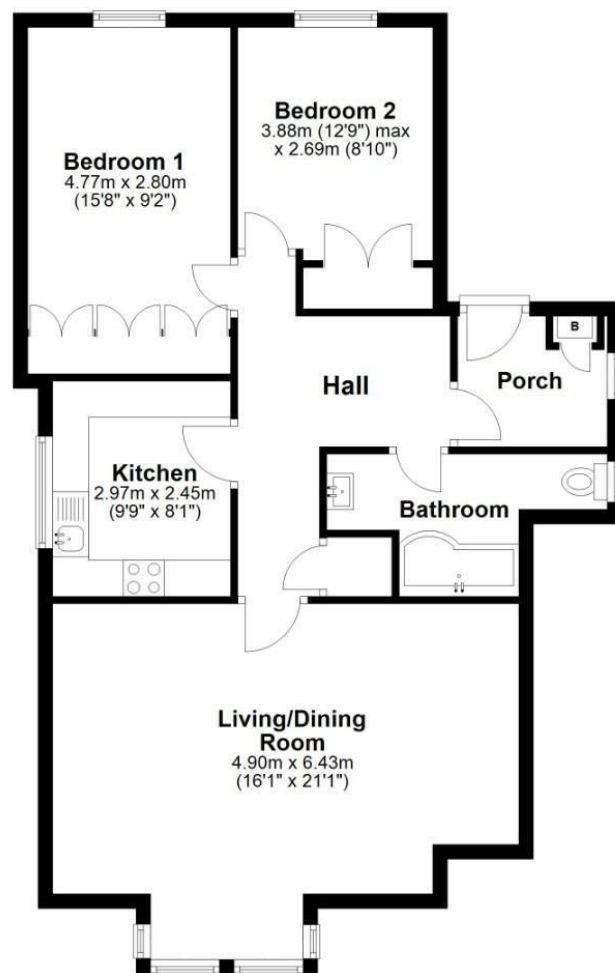 Bedroom 1
4.77m x 2.80m
(15'8" x 9'2")
Bedroom 2
3.88m (12'9") max
x 2.69m (8'10")
B
Porch
Hall
Kitchen
2.97m x 2.45m
(9'9" x 8'1")
Bathroom
Living/Dining
Room
4.90m x 6.43m
(16'1" x 21'1")